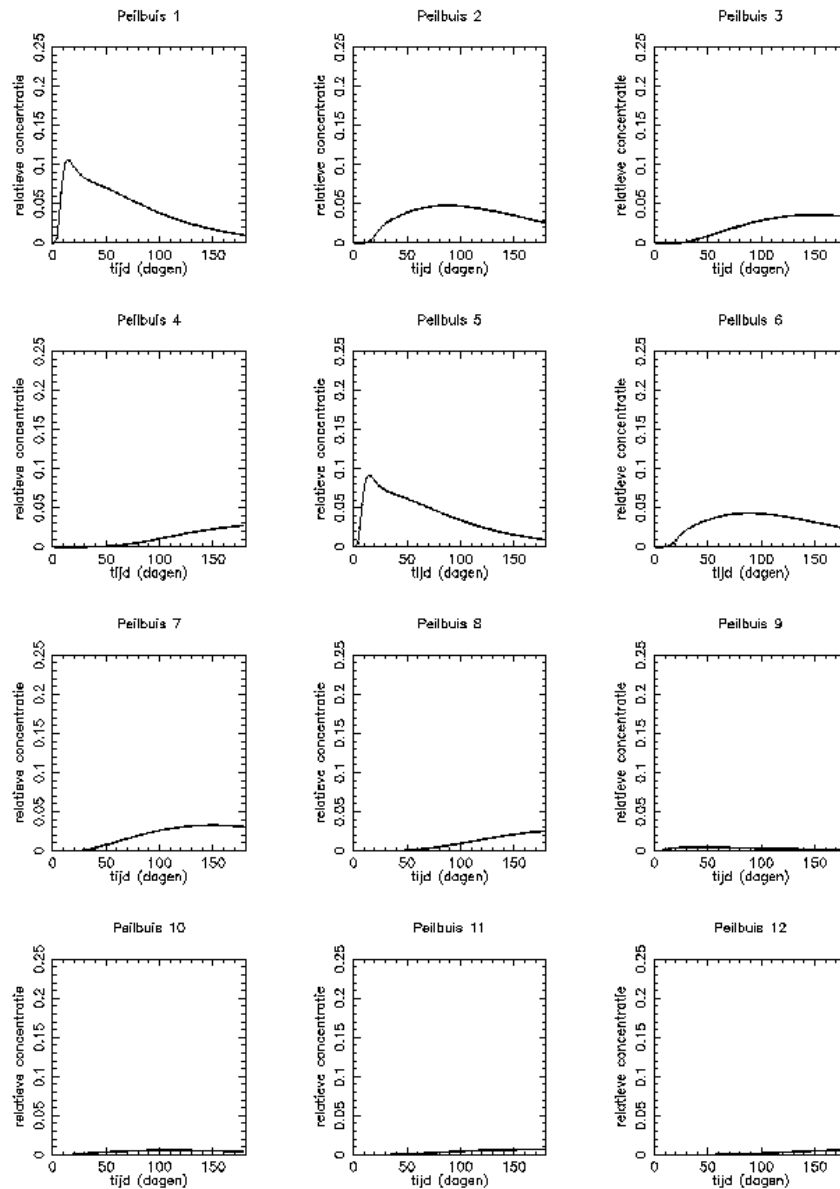 Peilbuis 1
relatieve concentratie
0 0.05 0.1 0.15 0.2 0.25
0 50 100 150
tijd (dagen)
Peilbuis 2
relatieve concentratie
0 0.05 0.1 0.15 0.2 0.25
0 50 100 150
tijd (dagen)
Peilbuis 3
relatieve concentratie
0 0.05 0.1 0.15 0.2 0.25
0 50 100 150
tijd (dagen)
Peilbuis 4
relatieve concentratie
0 0.05 0.1 0.15 0.2 0.25
0 50 100 150
tijd (dagen)
Peilbuis 5
relatieve concentratie
0 0.05 0.1 0.15 0.2 0.25
0 50 100 150
tijd (dagen)
Peilbuis 6
relatieve concentratie
0 0.05 0.1 0.15 0.2 0.25
0 50 100 150
tijd (dagen)
Peilbuis 7
relatieve concentratie
0 0.05 0.1 0.15 0.2 0.25
0 50 100 150
tijd (dagen)
Peilbuis 8
relatieve concentratie
0 0.05 0.1 0.15 0.2 0.25
0 50 100 150
tijd (dagen)
Peilbuis 9
relatieve concentratie
0 0.05 0.1 0.15 0.2 0.25
0 50 100 150
tijd (dagen)
Peilbuis 10
relatieve concentratie
0 0.05 0.1 0.15 0.2 0.25
0 50 100 150
tijd (dagen)
Peilbuis 11
relatieve concentratie
0 0.05 0.1 0.15 0.2 0.25
0 50 100 150
tijd (dagen)
Peilbuis 12
relatieve concentratie
0 0.05 0.1 0.15 0.2 0.25
0 50 100 150
tijd (dagen)